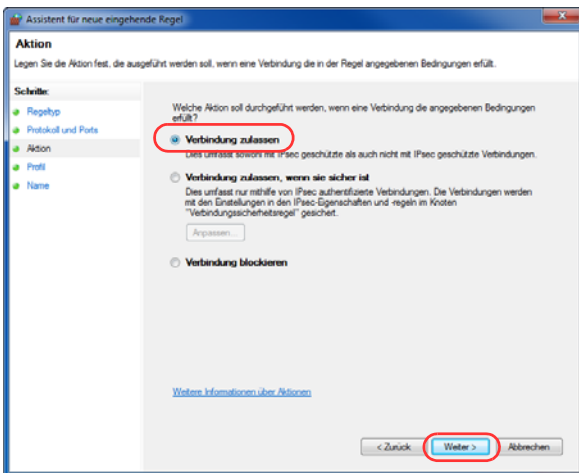 Assistent für neue eingehende Regel
Aktion
Legen Sie die Aktion fest, die ausgeführt werden soll, wenn eine Verbindung die in der Regel angegebenen Bedingungen erfüllt.
Schritte:
Regeltyp
Protokoll und Ports
Aktion
Profil
Name
Welche Aktion soll durchgeführt werden, wenn eine Verbindung die angegebenen Bedingungen
erfüllt?
Verbindung zulassen
Dies umfasst sowohl mit IPsec geschützte als auch nicht mit IPsec geschützte Verbindungen.
Verbindung zulassen, wenn sie sicher ist
Dies umfasst nur mithilfe von IPsec authentifizierte Verbindungen. Die Verbindungen werden
mit den Einstellungen in den IPsec-Eigenschaften und -regeln im Knoten
"Verbindungssicherheitsregel" gesichert.
Anpassen...
Verbindung blockieren
Weitere Informationen über Aktionen
< Zurück
Weiter >
Abbrechen